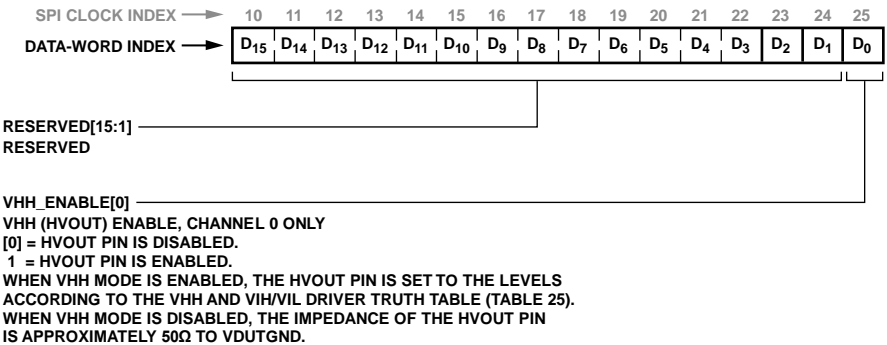 SPI CLOCK INDEX 10 11 12 13 14 15 16 17 18 19 20 21 22 23 24 25
DATA-WORD INDEX D15 D14 D13 D12 D11 D10 D9 D8 D7 D6 D5 D4 D3 D2 D1 D0
RESERVED[15:1]
RESERVED
VHH_ENABLE[0]
VHH (HVOUT) ENABLE, CHANNEL 0 ONLY
[0] = HVOUT PIN IS DISABLED.
1 = HVOUT PIN IS ENABLED.
WHEN VHH MODE IS ENABLED, THE HVOUT PIN IS SET TO THE LEVELS
ACCORDING TO THE VHH AND VIH/VIL DRIVER TRUTH TABLE (TABLE 25).
WHEN VHH MODE IS DISABLED, THE IMPEDANCE OF THE HVOUT PIN
IS APPROXIMATELY 50Ω TO VDUTGND.